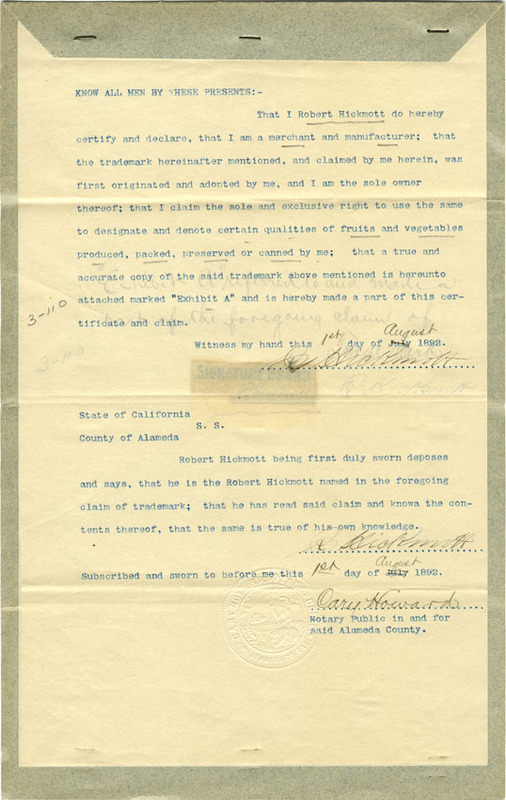 KNOW ALL MEN BY THESE PRESENTS:-
That I Robert Hickmott do hereby
certify and declare, that I am a merchant and manufacturer; that
the trademark hereinafter mentioned, and claimed by me herein, was
first originated and adopted by me, and I am the sole owner
thereof; that I claim the sole and exclusive right to use the same
to designate and denote certain qualities of fruits and vegetables
produced, packed, preserved or canned by me; that a true and
accurate copy of the said trademark above mentioned is hereunto
attached marked "Exhibit A" and is hereby made a part of this cer-
tificate and claim.
3-110
3-110
Witness my hand this 1st day of July August 1892.
R Hickmott
State of California
S. S.
County of Alameda
Robert Hickmott being first duly sworn deposes
and says, that he is the Robert Hickmott named in the foregoing
claim of trademark; that he has read said claim and knowa the con-
tents thereof, that the same is true of his own knowledge.
R Hickmott
Subscribed and sworn to before me this 1st day of July August 1892.
Cary Howard
Notary Public in and for
said Alameda County.